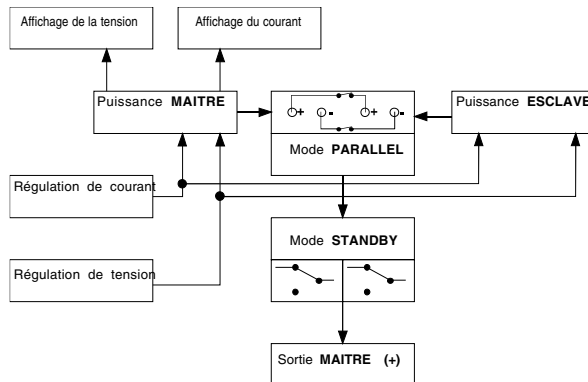 Affichage de la tension
Affichage du courant
Puissance MAITRE
+ - + -
Puissance ESCLAVE
Mode PARALLEL
Régulation de courant
Mode STANDBY
Régulation de tension
Sortie MAITRE (+)